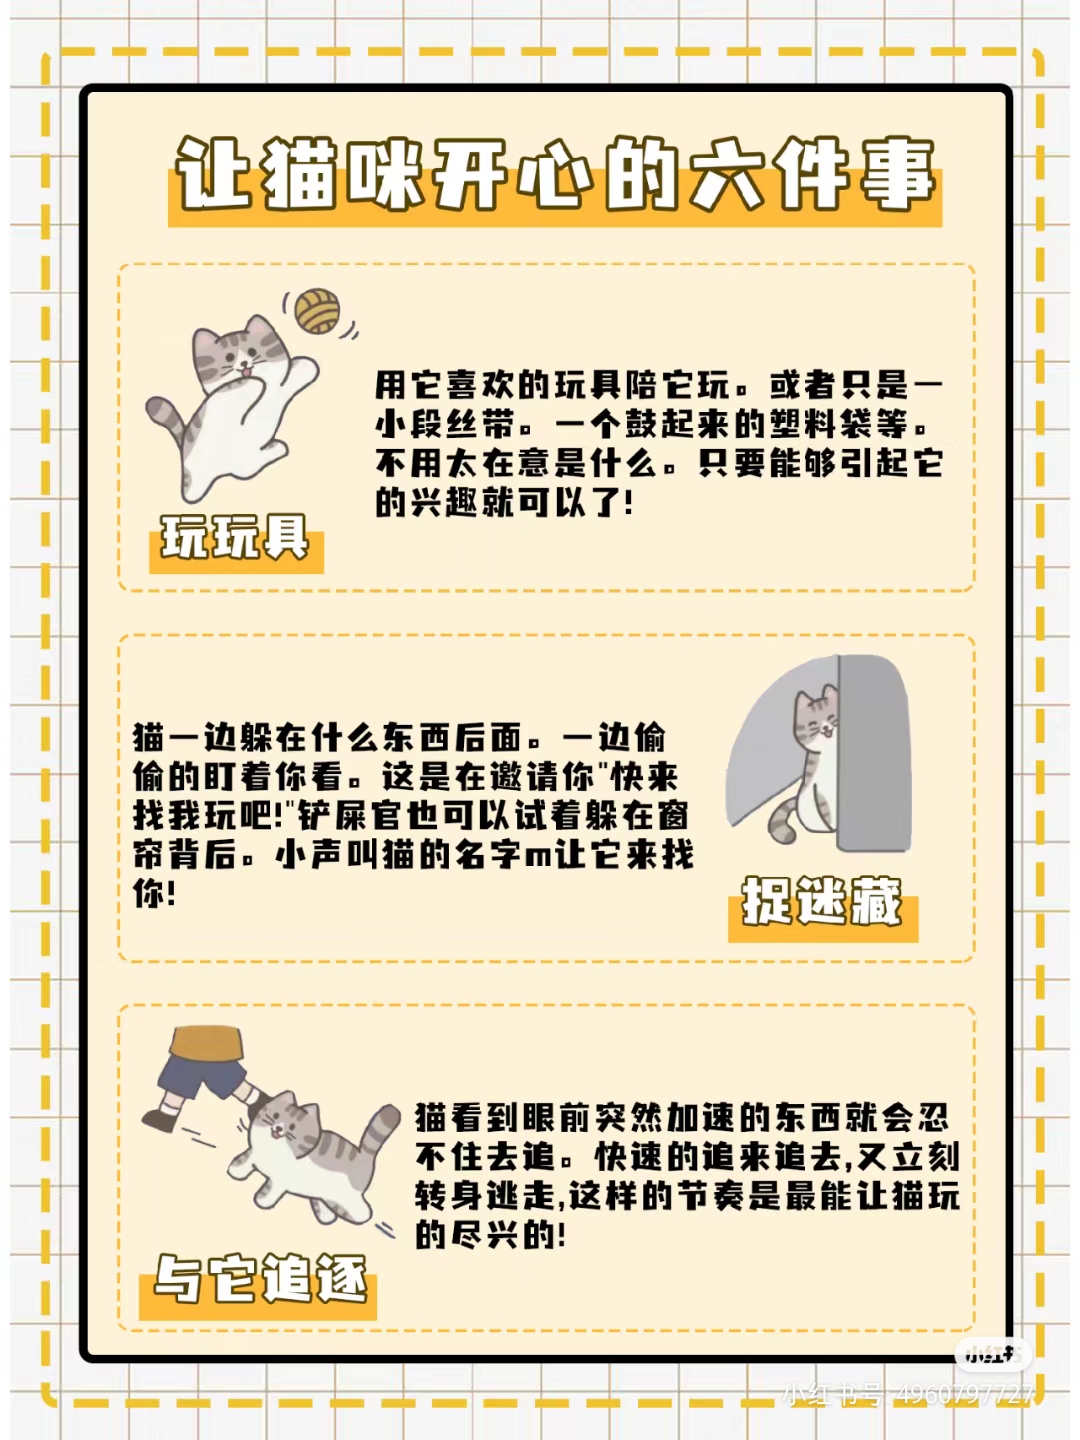 让猫咪开心的六件事
用它喜欢的玩具陪它玩。或者只是一
小段丝带。一个鼓起来的塑料袋等。
不用太在意是什么。只要能够引起它
的兴趣就可以了!
玩玩具
猫一边躲在什么东西后面。一边偷
偷的盯着你看。这是在邀请你"快来
找我玩吧!"铲屎官也可以试着躲在窗
帘背后。小声叫猫的名字m让它来找
你!
捉迷藏
猫看到眼前突然加速的东西就会忍
不住去追。快速的追来追去,又立刻
转身逃走,这样的节奏是最能让猫玩
的尽兴的!
与它追逐
小红书
小红书号:4960797727